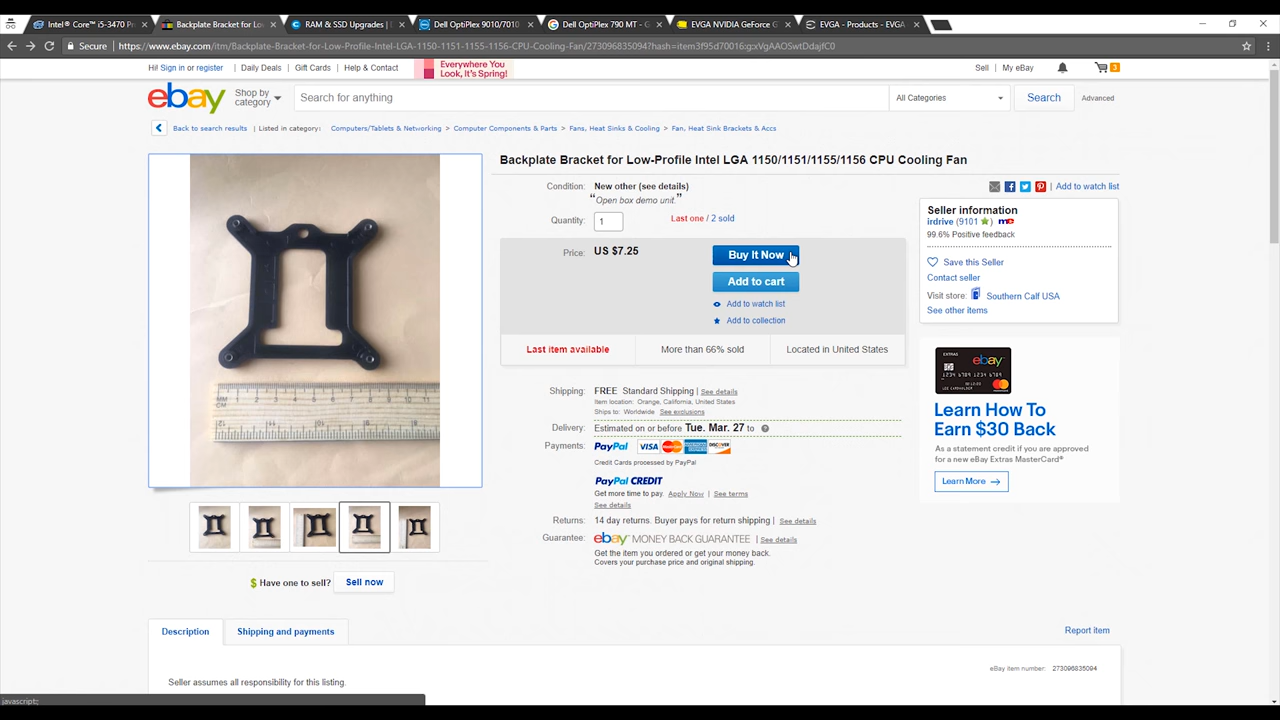 Intel® Core™ i5-3470 P
Backplate Bracket for Lo
RAM & SSD Upgrades |
Dell OptiPlex 9010/7010
Dell OptiPlex 790 MT - G
EVGA NVIDIA GeForce G
EVGA - Products - EVGA
Secure
https://www.ebay.com/itm/Backplate-Bracket-for-Low-Profile-Intel-LGA-1150-1151-1155-1156-CPU-Cooling-Fan/273096835094?hash=item3f95d70016:g:xVgAAOSwtDdajfC0
Hi! Sign in or register
Daily Deals
Gift Cards
Help & Contact
Everywhere You
Look, It's Spring!
Sell
My eBay
3
ebay
Shop by
category
Search for anything
All Categories
Search
Advanced
Back to search results
Listed in category:
Computers/Tablets & Networking > Computer Components & Parts > Fans, Heat Sinks & Cooling > Fan, Heat Sink Brackets & Accs
Backplate Bracket for Low-Profile Intel LGA 1150/1151/1155/1156 CPU Cooling Fan
Condition: New other (see details)
"Open box demo unit."
Add to watch list
Quantity: 1
Last one / 2 sold
Price: US $7.25
Buy It Now
Add to cart
Add to watch list
Add to collection
Last item available
More than 66% sold
Located in United States
Seller information
irdrive (9101 ) me
99.6% Positive feedback
Save this Seller
Contact seller
Visit store: Southern Calf USA
See other items
Shipping: FREE Standard Shipping | See details
Item location: Orange, California, United States
Ships to: Worldwide See exclusions
Delivery: Estimated on or before Tue. Mar. 27 to
Payments: PayPal VISA MasterCard AMERICAN EXPRESS DISCOVER
Credit Cards processed by PayPal
PayPal CREDIT
Get more time to pay. Apply Now | See terms
See details
Returns: 14 day returns. Buyer pays for return shipping | See details
Guarantee: ebay MONEY BACK GUARANTEE | See details
Get the item you ordered or get your money back.
Covers your purchase price and original shipping.
EXTRAS
ebay
Learn How To
Earn $30 Back
As a statement credit if you are approved
for a new eBay Extras MasterCard®
Learn More
Have one to sell?
Sell now
Description
Shipping and payments
Report item
eBay item number: 273096835094
Seller assumes all responsibility for this listing.
javascript:;